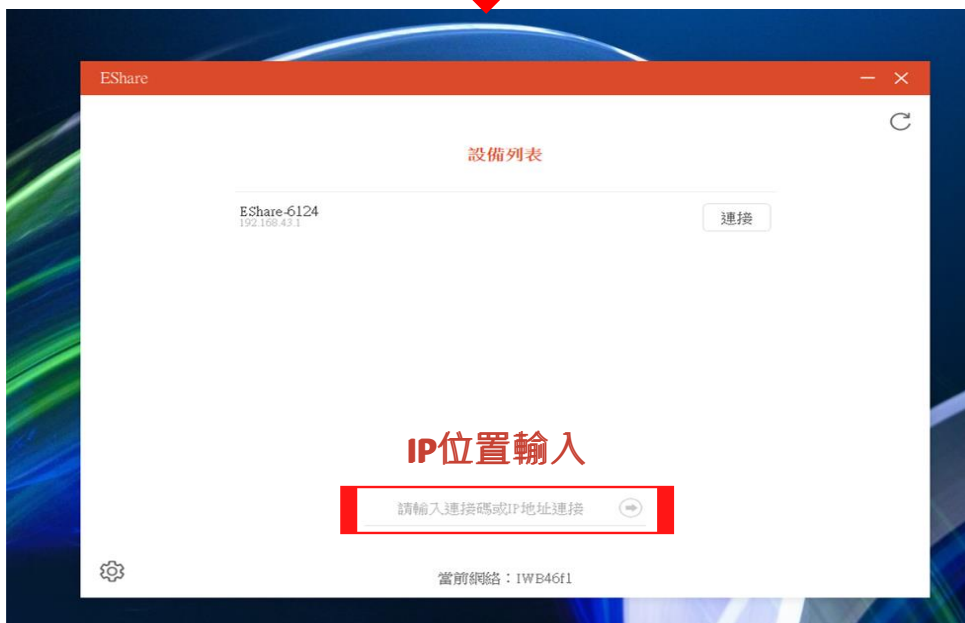 EShare
設備列表
EShare-6124
192.168.43.1
連接
IP位置輸入
請輸入連接碼或IP地址連接
當前網絡：IWB46f1